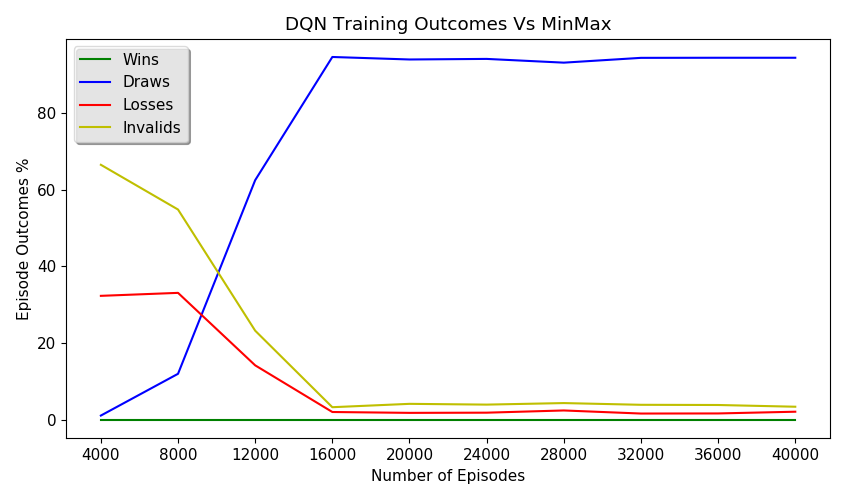 DQN Training Outcomes Vs MinMax
Wins
Draws
Losses
Invalids
Episode Outcomes %
80
60
40
20
0
4000 8000 12000 16000 20000 24000 28000 32000 36000 40000
Number of Episodes